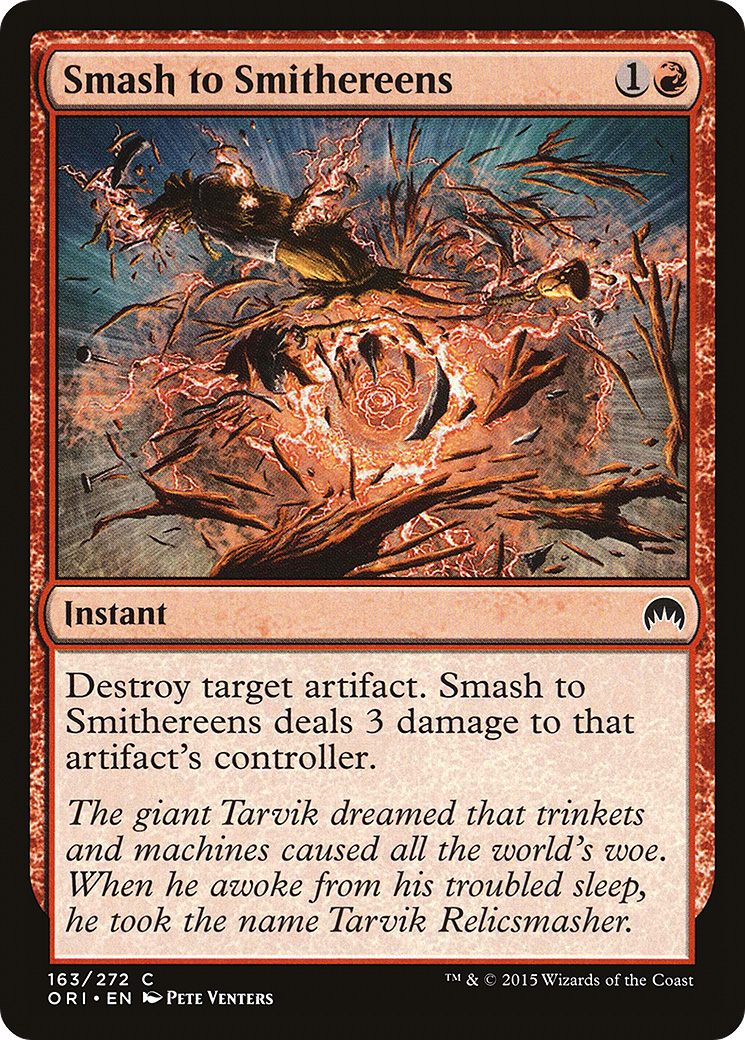 Smash to Smithereens 1
Instant
Destroy target artifact. Smash to
Smithereens deals 3 damage to that
artifact's controller.
The giant Tarvik dreamed that trinkets
and machines caused all the world's woe.
When he awoke from his troubled sleep,
he took the name Tarvik Relicsmasher.
163/272 C
ORI • EN PETE VENTERS
™ & © 2015 Wizards of the Coast